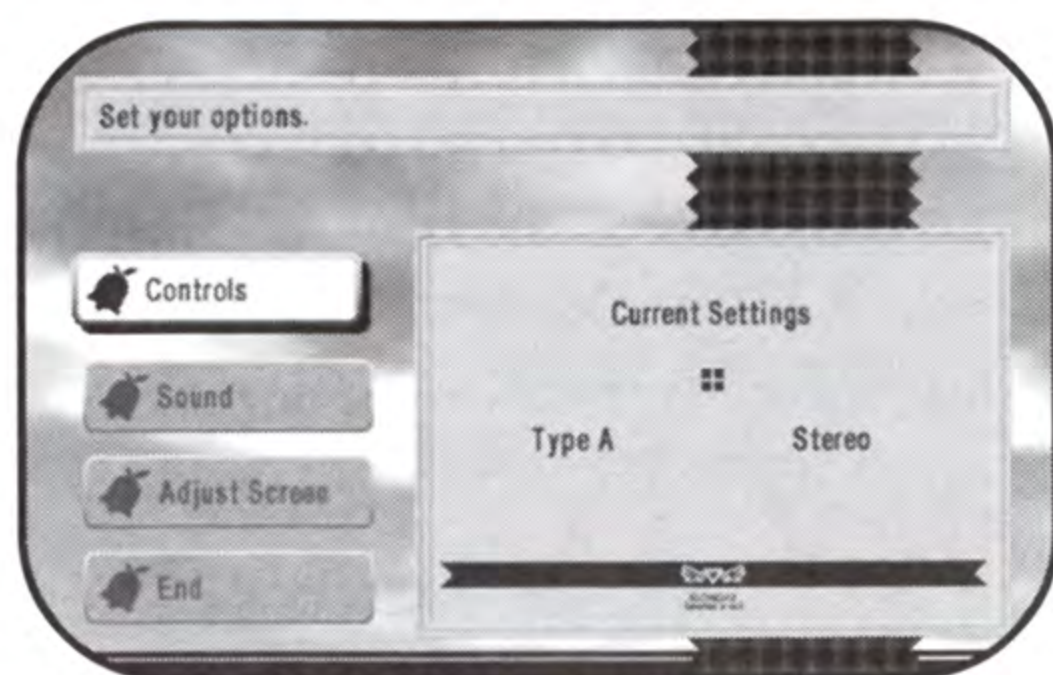 Set your options.
Controls
Sound
Adjust Screen
End
Current Settings
Type A
Stereo